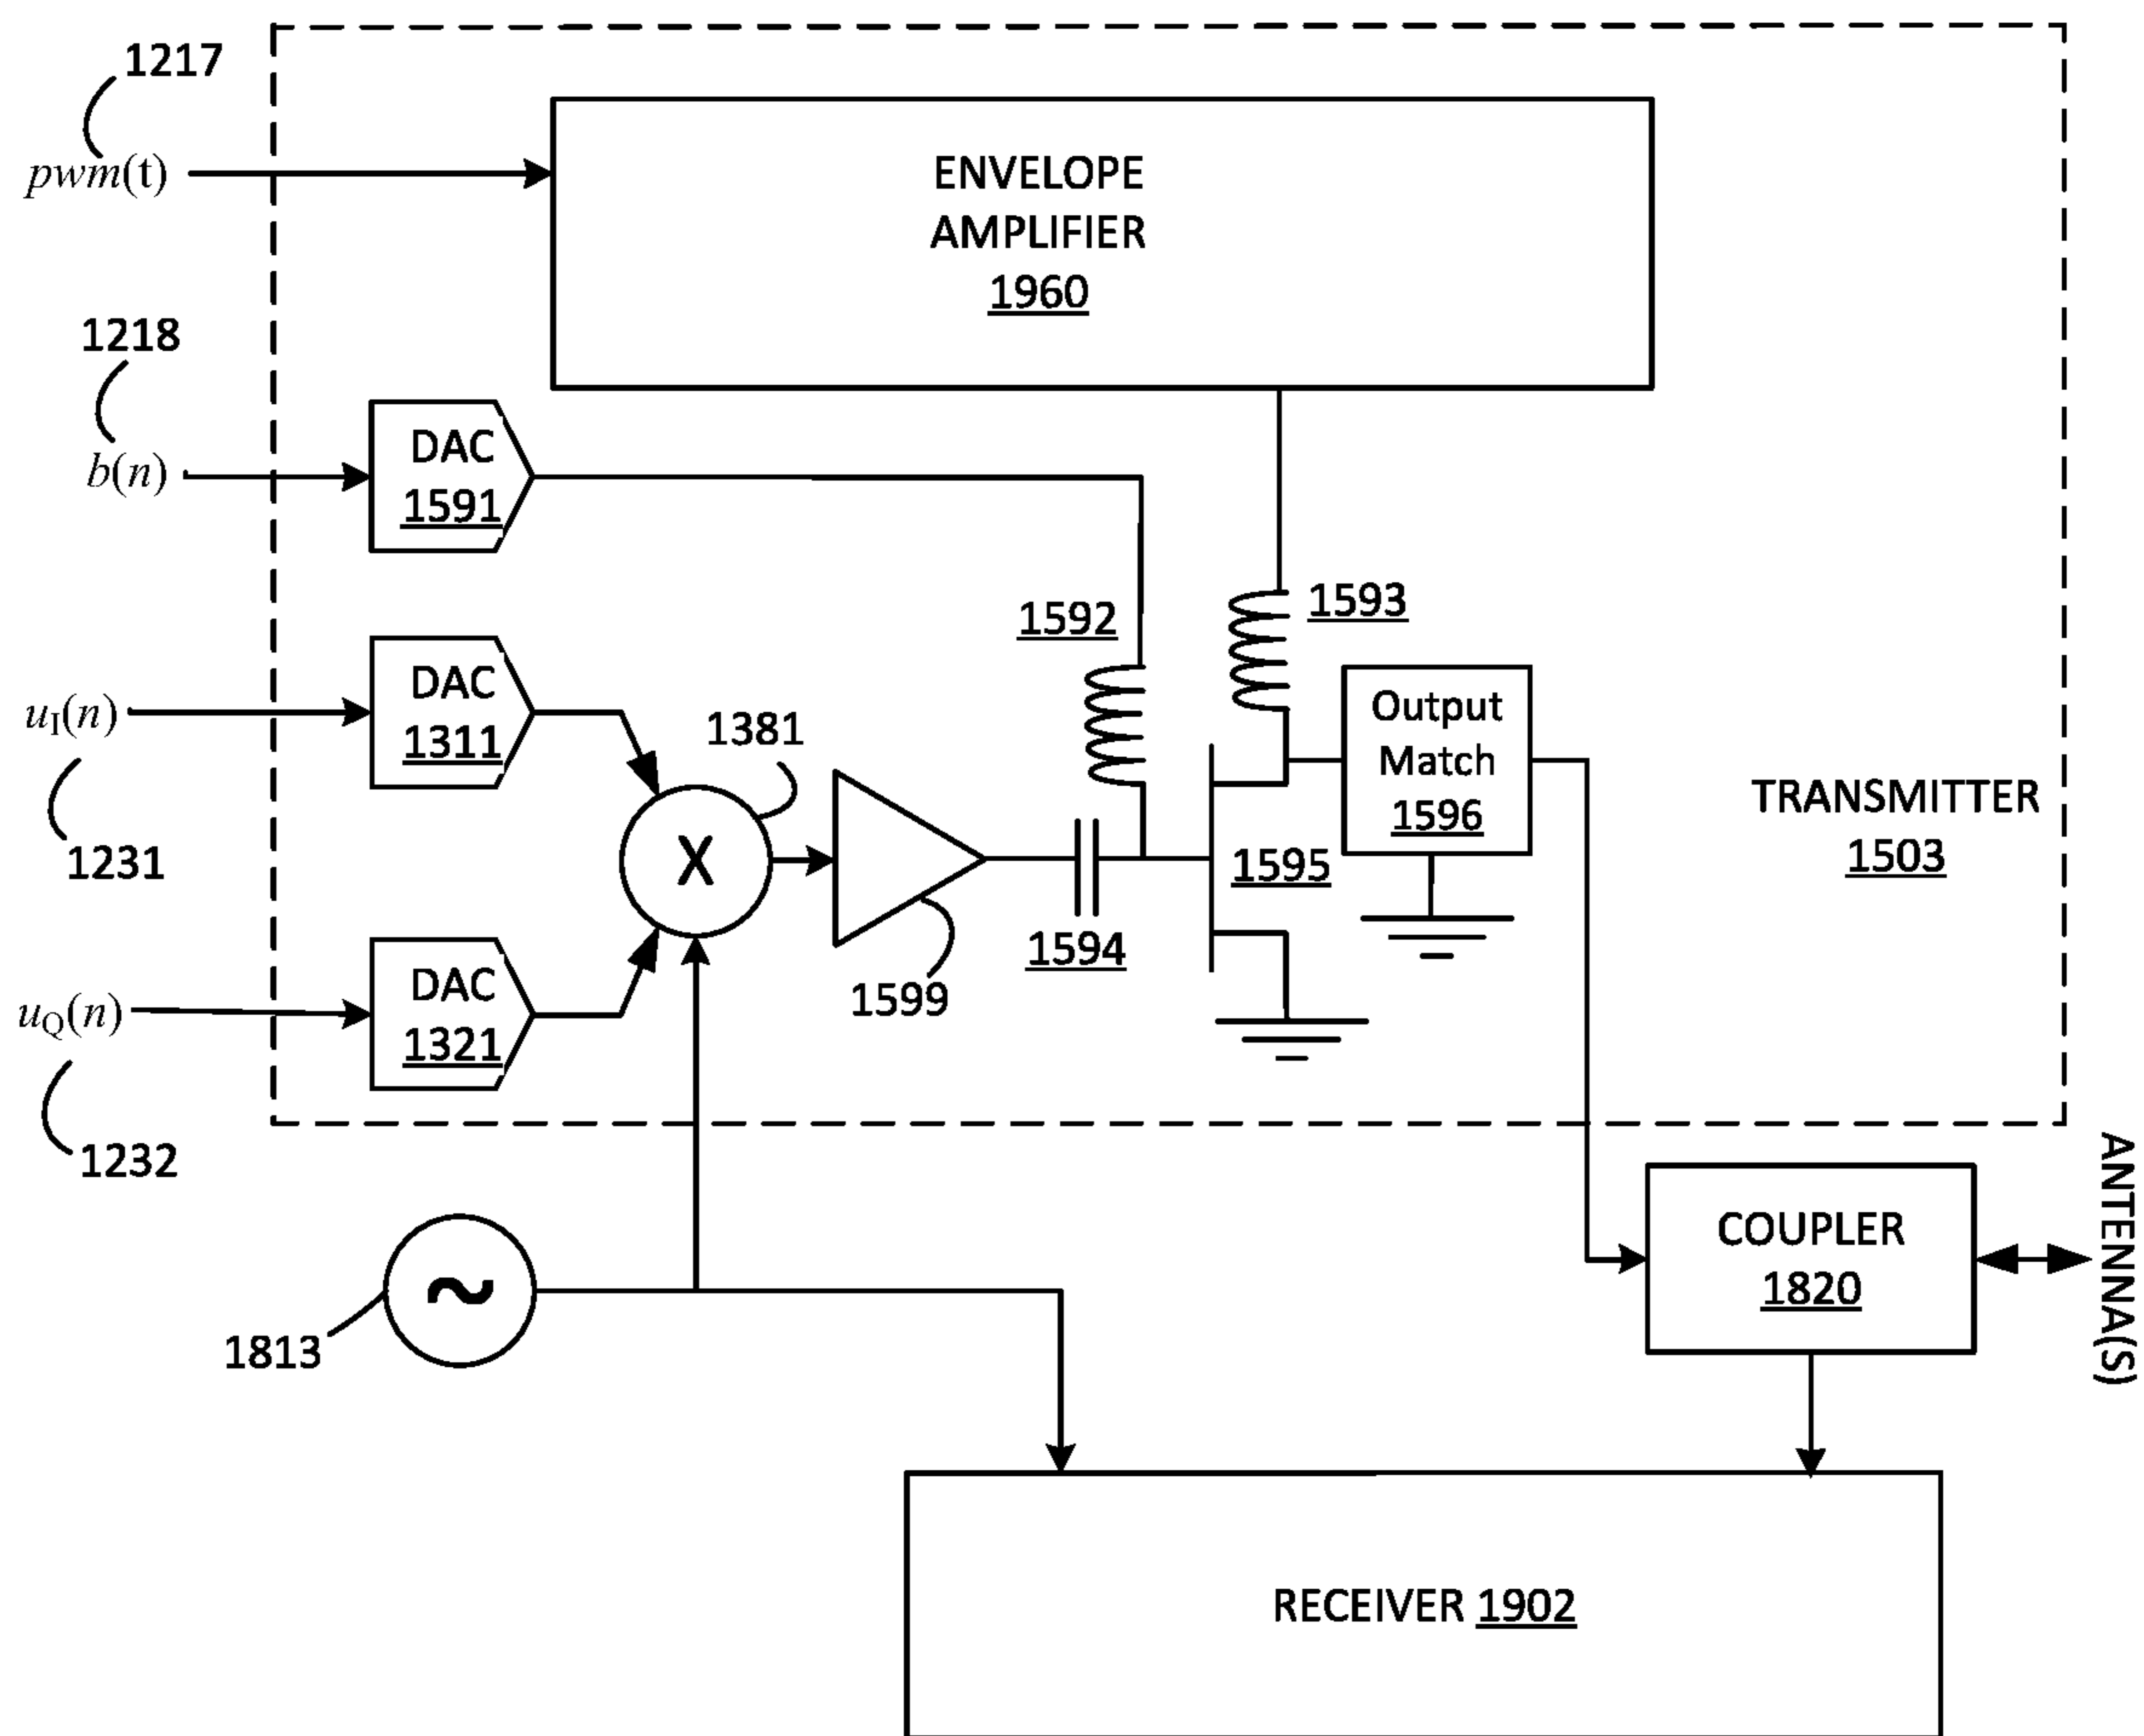 1217
pwm(t)
ENVELOPE
AMPLIFIER
1960
1218
b(n)
DAC
1591
1592
1593
uI(n)
1231
DAC
1311
1381
Output
Match
1596
TRANSMITTER
1503
X
1595
1594
1599
uQ(n)
1232
DAC
1321
1813
~
COUPLER
1820
ANTENNA(S)
RECEIVER 1902